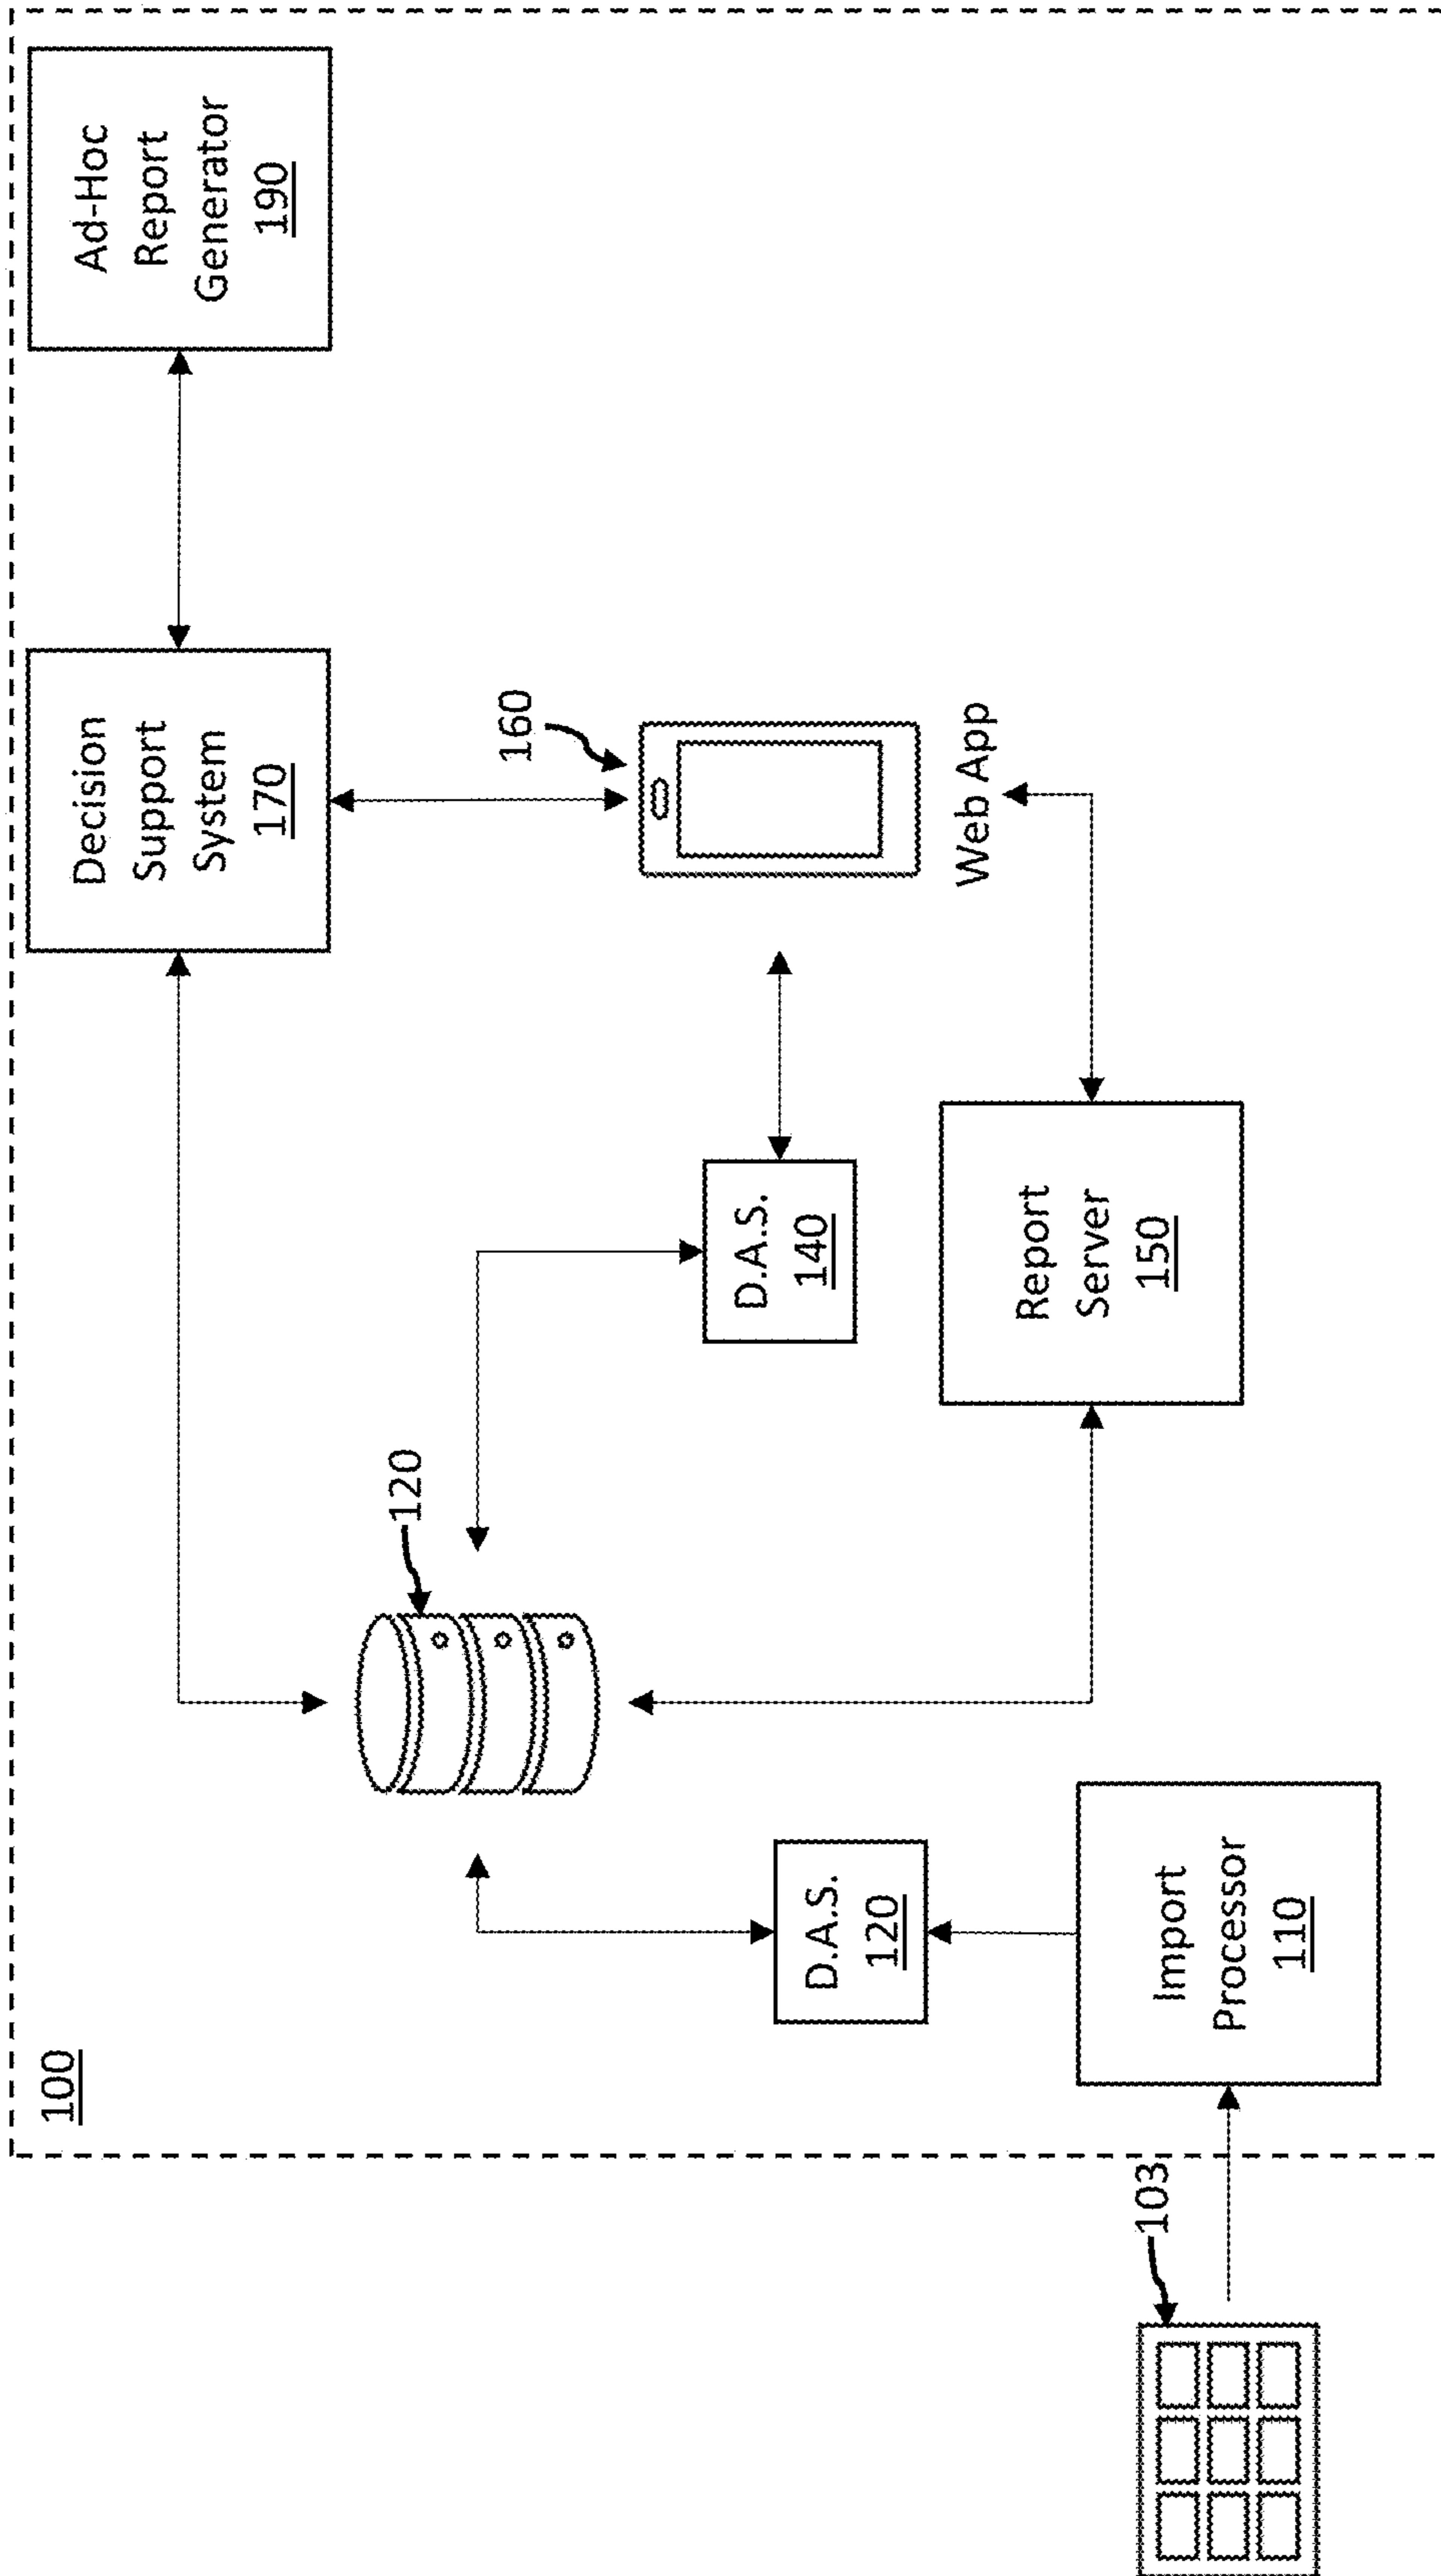 100
Decision
Support
System
170
Ad-Hoc
Report
Generator
190
120
160
D.A.S.
140
Web App
D.A.S.
120
Report
Server
150
103
Import
Processor
110